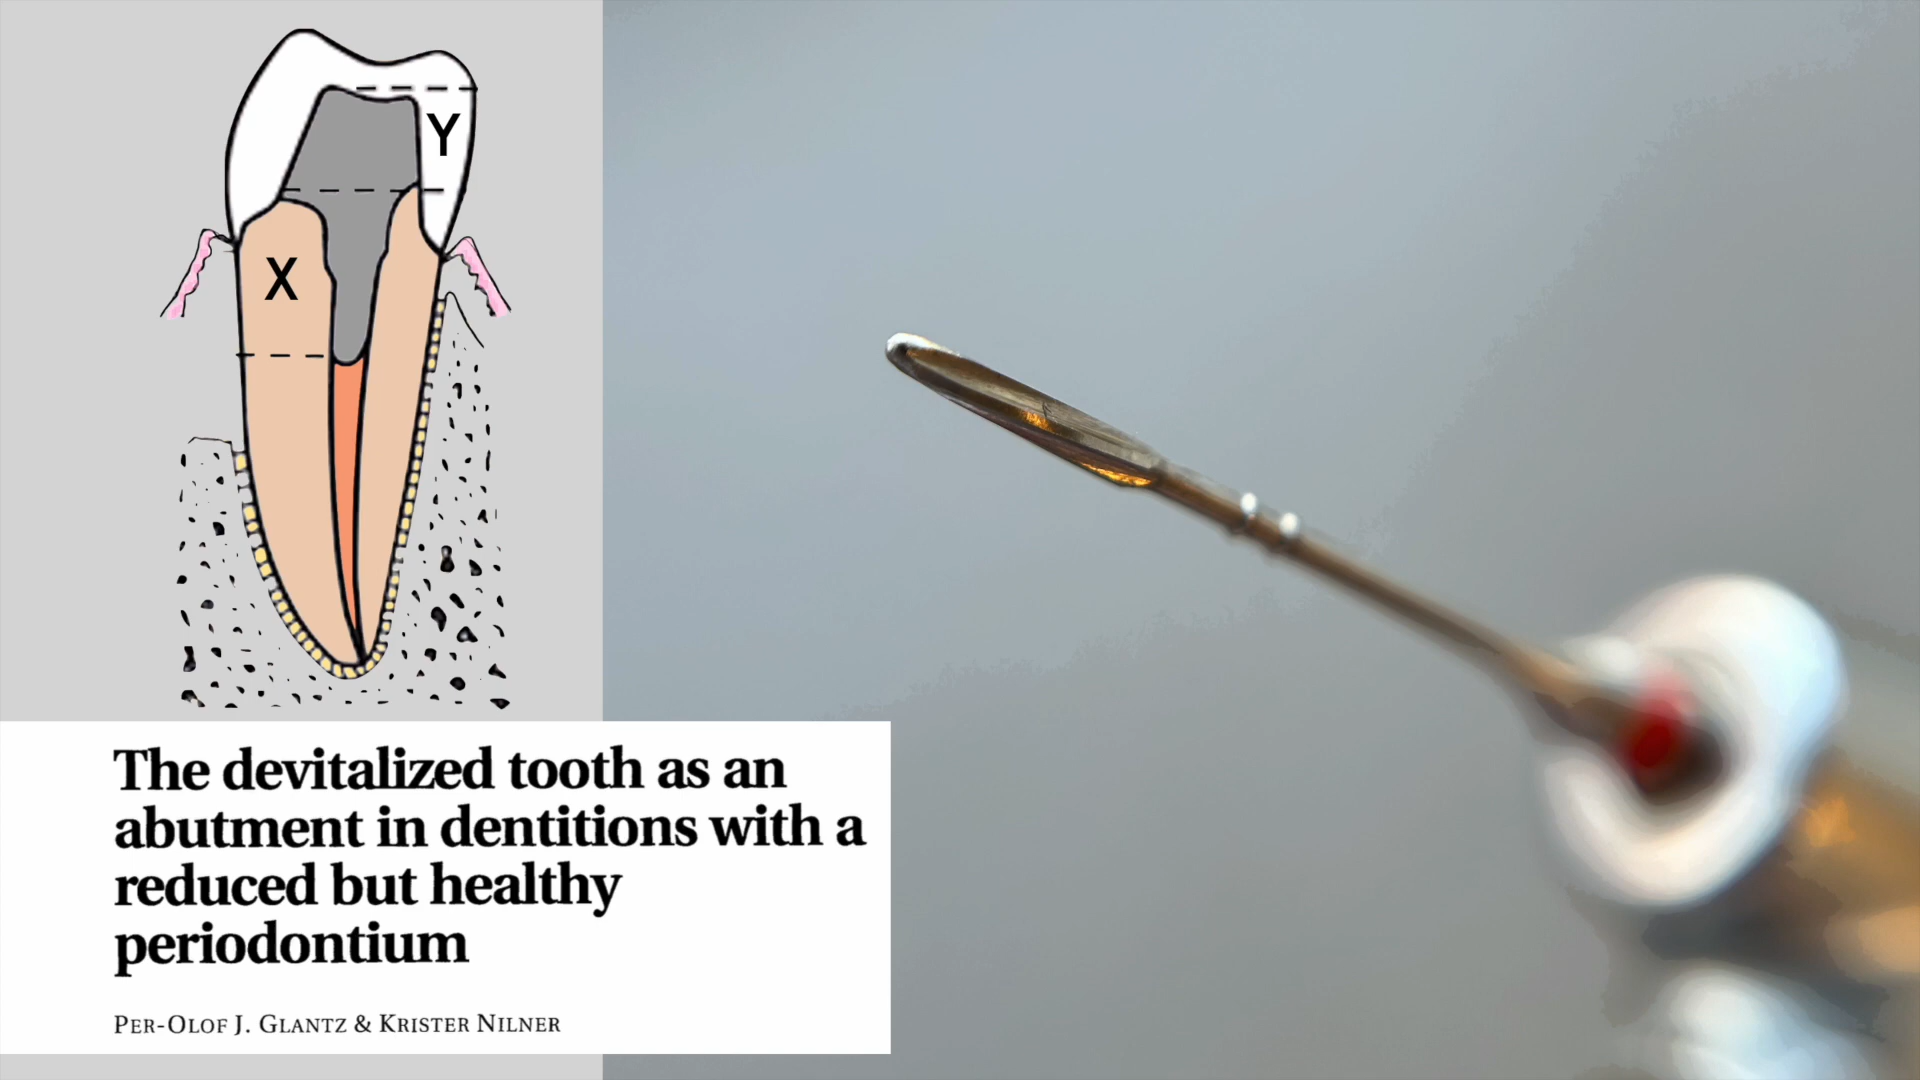 Y
X
The devitalized tooth as an
abutment in dentitions with a
reduced but healthy
periodontium
PER-OLOF J. GLANTZ & KRISTER NILNER